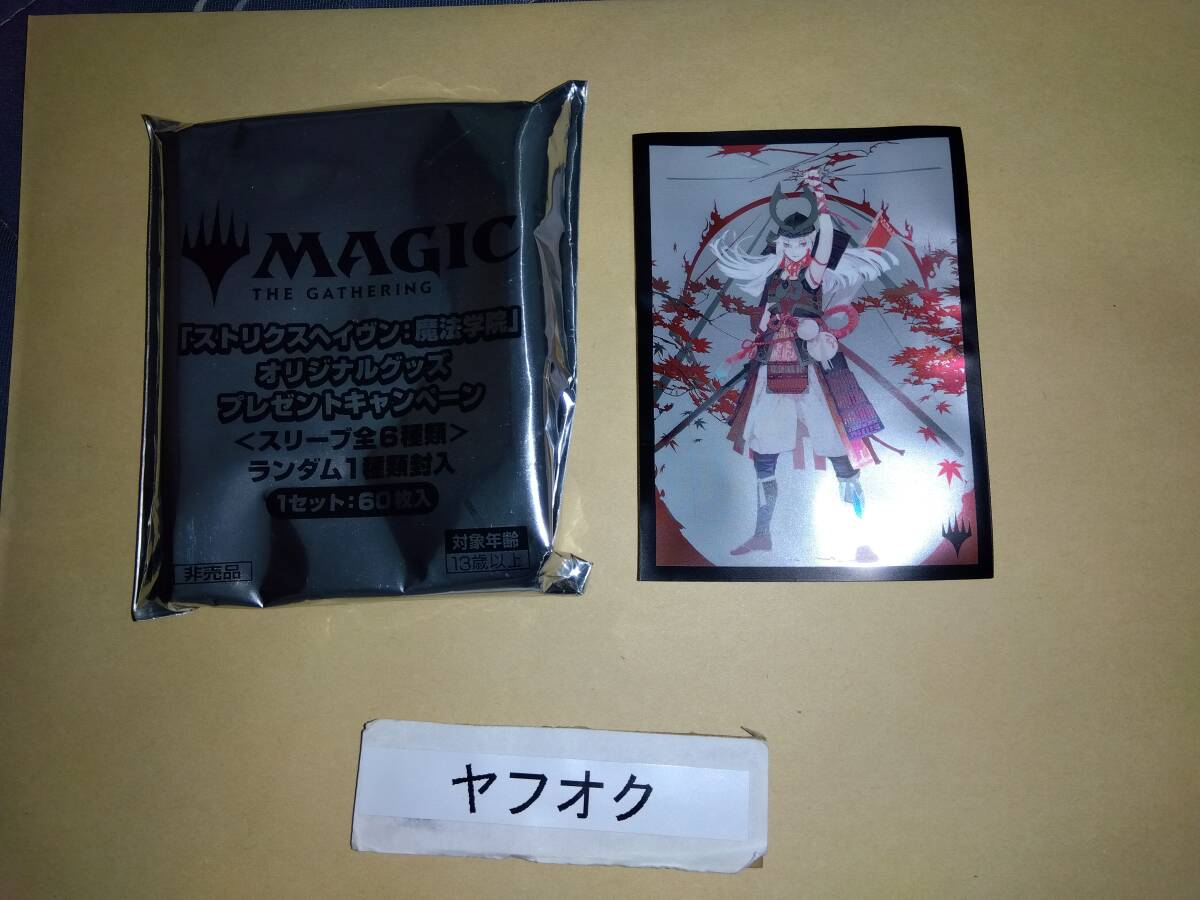 MAGIC
THE GATHERING
「ストリクスヘイヴン：魔法学院」
オリジナルグッズ
プレゼントキャンペーン
＜スリーブ全6種類＞
ランダム1種類封入
1セット：60枚入
対象年齢
13歳以上
非売品
ヤフオク